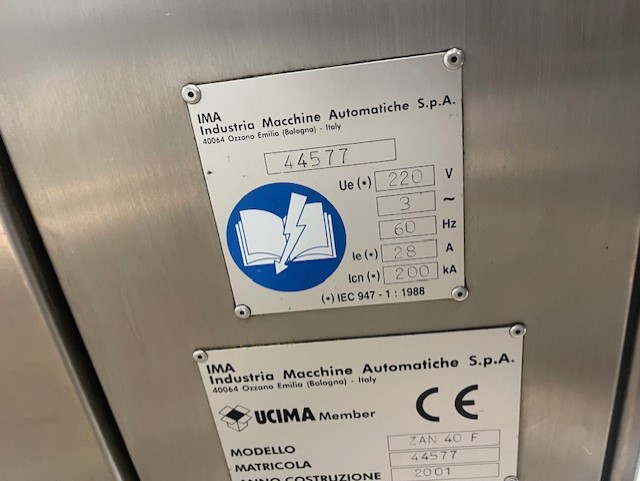 IMA
Industria Macchine Automatiche S.p.A.
40064 Ozzano Emilia (Bologna) - Italy
44577
Ue (•) 220 V
3 ~
60 Hz
Ie (•) 28 A
Icn (•) 200 kA
(•) IEC 947 - 1 : 1988
IMA
Industria Macchine Automatiche S.p.A.
40064 Ozzano Emilia (Bologna) - Italy
UCIMA Member CE
MODELLO ZAN 40 F
MATRICOLA 44577
ANNO COSTRUZIONE 2001